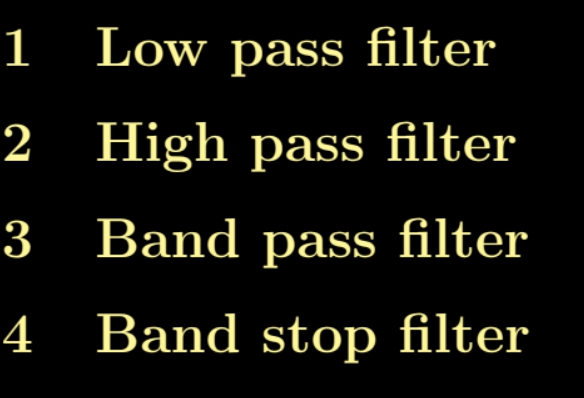 1 Low pass filter
2 High pass filter
3 Band pass filter
4 Band stop filter